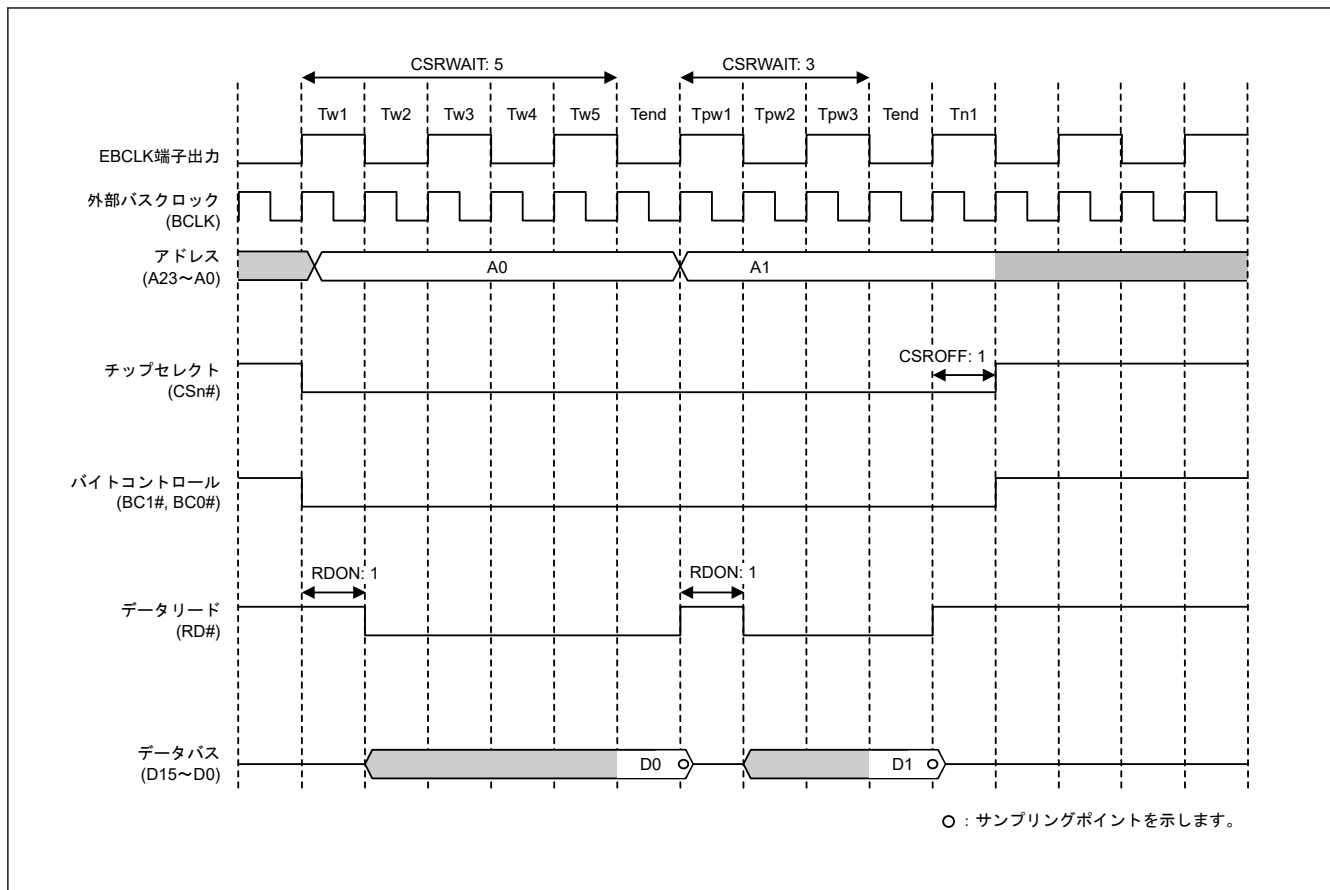 CSRWAIT: 5
CSRWAIT: 3
Tw1 Tw2 Tw3 Tw4 Tw5 Tend Tpw1 Tpw2 Tpw3 Tend Tn1
EBCLK端子出力
外部バスクロック
(BCLK)
アドレス
(A23～A0)
A0
A1
チップセレクト
(CSn#)
CSROFF: 1
バイトコントロール
(BC1#, BC0#)
RDON: 1
RDON: 1
データリード
(RD#)
データバス
(D15～D0)
D0
D1
：サンプリングポイントを示します。